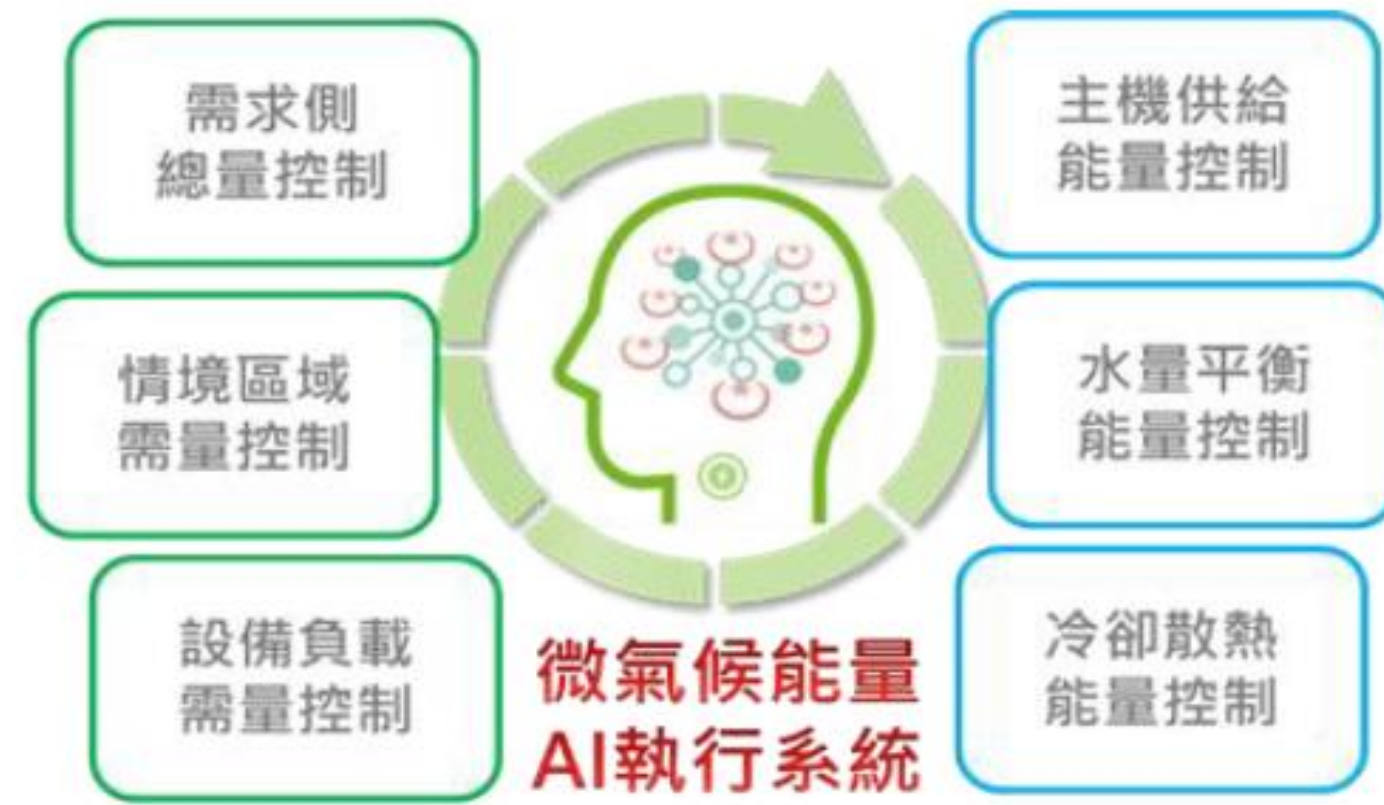 需求側
總量控制
情境區域
需量控制
設備負載
需量控制
主機供給
能量控制
水量平衡
能量控制
冷卻散熱
能量控制
微氣候能量
AI執行系統